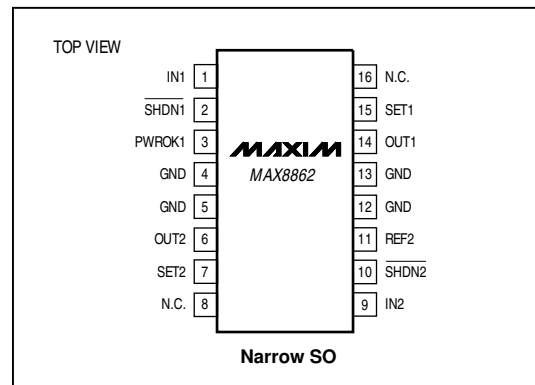 TOP VIEW
IN1 1
SHDN1 2
PWROK1 3
GND 4
GND 5
OUT2 6
SET2 7
N.C. 8
MAXIM
MAX8862
16 N.C.
15 SET1
14 OUT1
13 GND
12 GND
11 REF2
10 SHDN2
9 IN2
Narrow SO